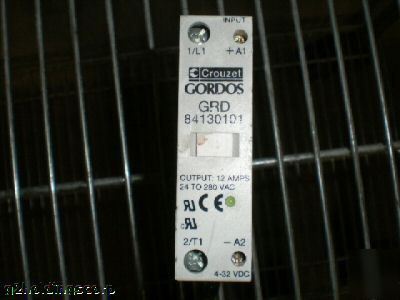 INPUT
1/L1 +A1
Crouzet
GORDOS
GRD
84130101
OUTPUT: 12 AMPS
24 TO 280 VAC
CE
2/T1 -A2
4-32 VDC